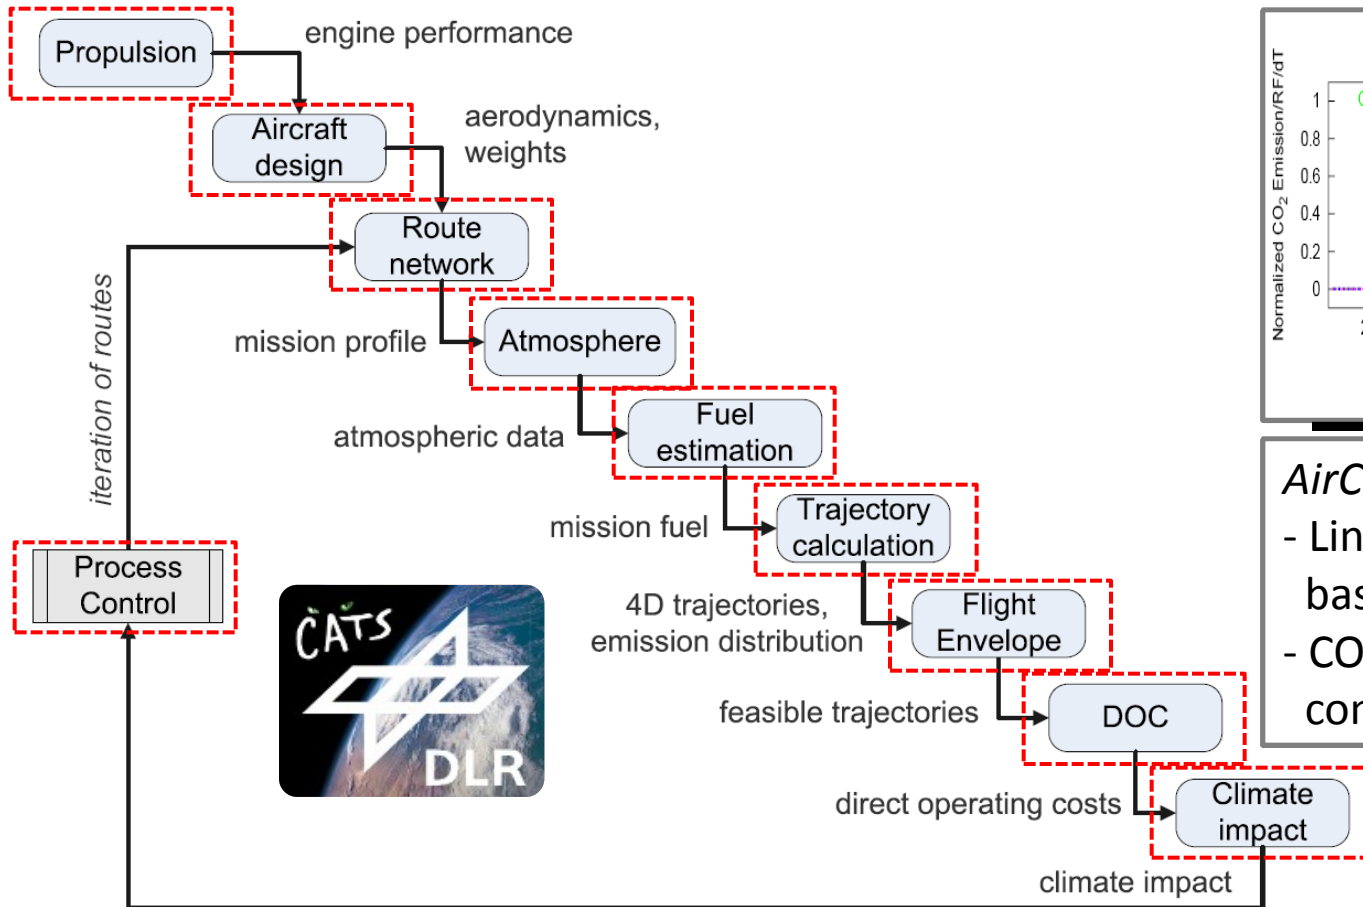 Propulsion
engine performance
Aircraft
design
aerodynamics,
weights
Route
network
iteration of routes
mission profile
Atmosphere
atmospheric data
Fuel
estimation
mission fuel
Trajectory
calculation
Process
Control
4D trajectories,
emission distribution
Flight
Envelope
feasible trajectories
DOC
direct operating costs
Climate
impact
climate impact
CATS
DLR
Normalized CO₂ Emission/RF/dT
1
0.8
0.6
0.4
0.2
0
- Lin
- CO